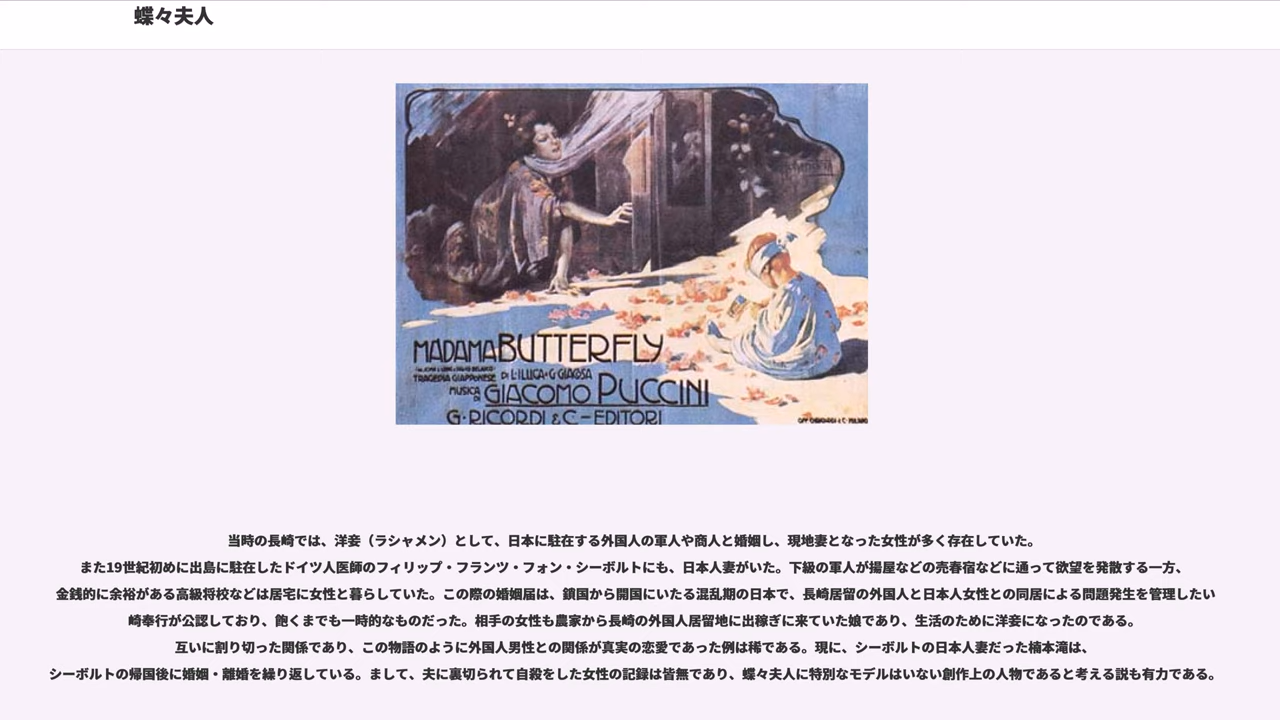 蝶々夫人
MADAMA BUTTERFLY
TRAGEDIA GIAPPONESE DI L·ILLICA & G·GIACOSA
MUSICA DI GIACOMO PUCCINI
G·RICORDI & C-EDITORI
当時の長崎では、洋妾（ラシャメン）として、日本に駐在する外国人の軍人や商人と婚姻し、現地妻となった女性が多く存在していた。
また19世紀初めに出島に駐在したドイツ人医師のフィリップ・フランツ・フォン・シーボルトにも、日本人妻がいた。下級の軍人が揚屋などの売春宿などに通って欲望を発散する一方、
金銭的に余裕がある高級将校などは居宅に女性と暮らしていた。この際の婚姻届は、鎖国から開国にいたる混乱期の日本で、長崎居留の外国人と日本人女性との同居による問題発生を管理したい
崎奉行が公認しており、飽くまでも一時的なものだった。相手の女性も農家から長崎の外国人居留地に出稼ぎに来ていた娘であり、生活のために洋妾になったのである。
互いに割り切った関係であり、この物語のように外国人男性との関係が真実の恋愛であった例は稀である。現に、シーボルトの日本人妻だった楠本滝は、
シーボルトの帰国後に婚姻・離婚を繰り返している。まして、夫に裏切られて自殺をした女性の記録は皆無であり、蝶々夫人に特別なモデルはいない創作上の人物であると考える説も有力である。